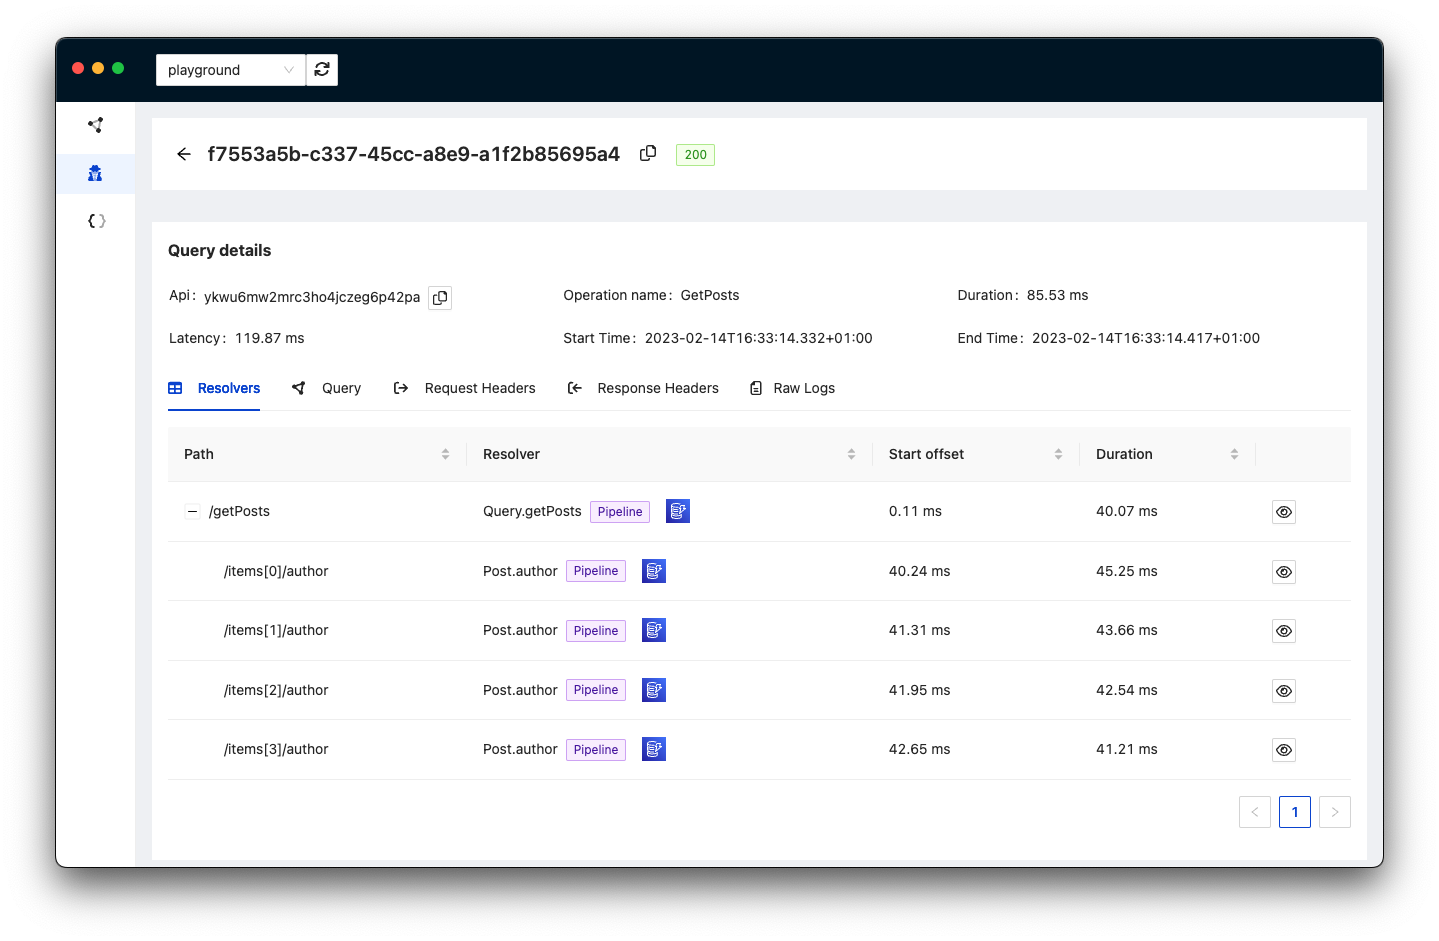 playground
f7553a5b-c337-45cc-a8e9-a1f2b85695a4 200
Query details
Api: ykwu6mw2mrc3ho4jczeg6p42pa Operation name: GetPosts Duration: 85.53 ms
Latency: 119.87 ms Start Time: 2023-02-14T16:33:14.332+01:00 End Time: 2023-02-14T16:33:14.417+01:00
Resolvers Query Request Headers Response Headers Raw Logs
Path Resolver Start offset Duration
/getPosts Query.getPosts Pipeline 0.11 ms 40.07 ms
/items[0]/author Post.author Pipeline 40.24 ms 45.25 ms
/items[1]/author Post.author Pipeline 41.31 ms 43.66 ms
/items[2]/author Post.author Pipeline 41.95 ms 42.54 ms
/items[3]/author Post.author Pipeline 42.65 ms 41.21 ms
< 1 >